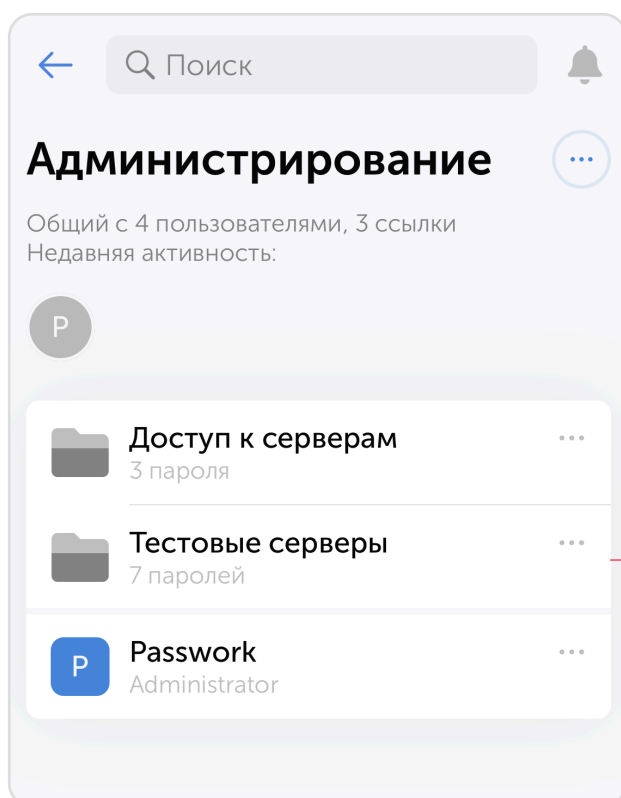 Поиск
Администрирование
Общий с 4 пользователями, 3 ссылки
Недавняя активность:
P
Доступ к серверам
3 пароля
Тестовые серверы
7 паролей
P
Passwork
Administrator